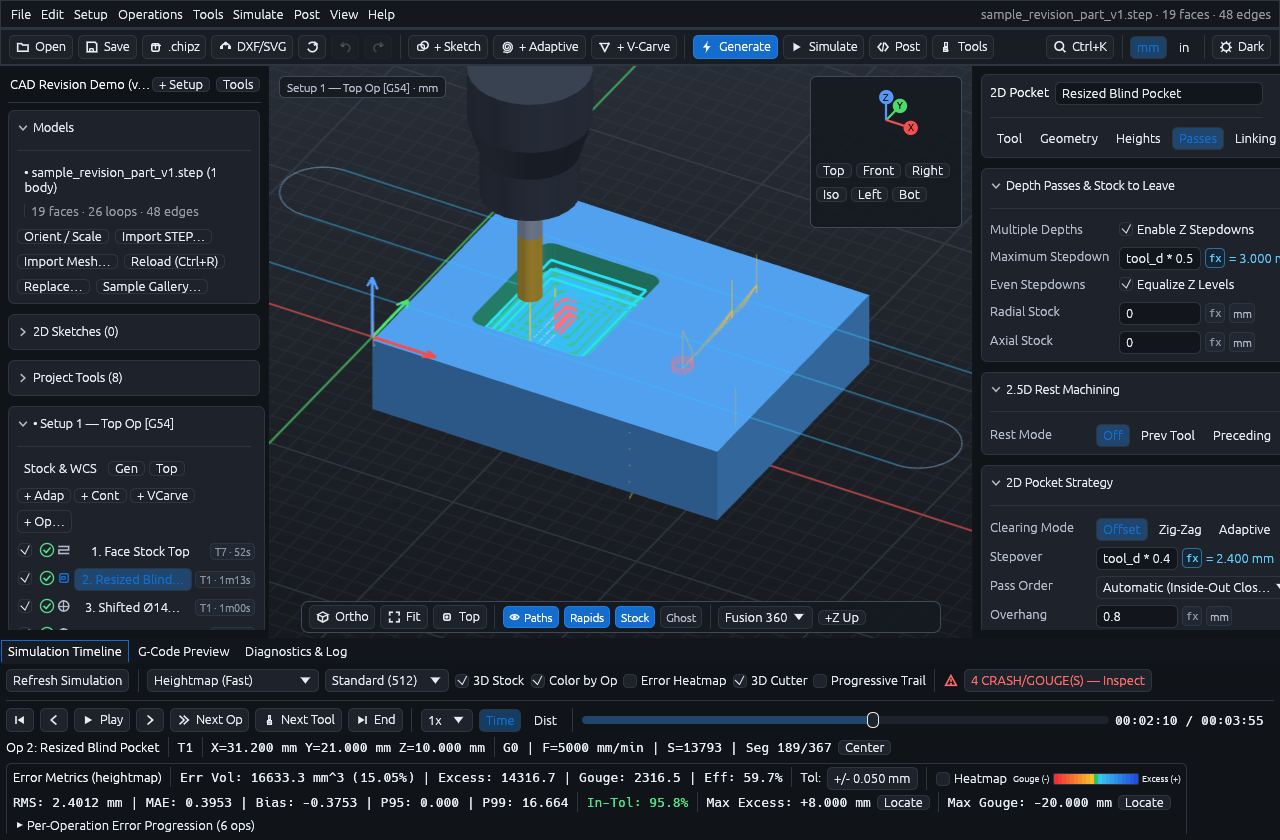 File Edit Setup Operations Tools Simulate Post View Help
sample_revision_part_v1.step · 19 faces · 48 edges
Open Save .chipz DXF/SVG + Sketch + Adaptive + V-Carve Generate Simulate Post Tools Ctrl+K mm in Dark
CAD Revision Demo (v… + Setup Tools
Models
• sample_revision_part_v1.step (1 body)
19 faces · 26 loops · 48 edges
Orient / Scale Import STEP…
Import Mesh… Reload (Ctrl+R)
Replace… Sample Gallery…
2D Sketches (0)
Project Tools (8)
• Setup 1 — Top Op [G54]
Stock & WCS Gen Top
+ Adap + Cont + VCarve
+ Op…
1. Face Stock Top T7 · 52s
2. Resized Blind… T1 · 1m13s
3. Shifted Ø14… T1 · 1m00s
Setup 1 — Top Op [G54] · mm
Z Y X
Top Front Right
Iso Left Bot
Ortho Fit Top Paths Rapids Stock Ghost Fusion 360 +Z Up
2D Pocket Resized Blind Pocket
Tool Geometry Heights Passes Linking
Depth Passes & Stock to Leave
Multiple Depths Enable Z Stepdowns
Maximum Stepdown tool_d * 0.5 fx = 3.000 m
Even Stepdowns Equalize Z Levels
Radial Stock 0 fx mm
Axial Stock 0 fx mm
2.5D Rest Machining
Rest Mode Off Prev Tool Preceding
2D Pocket Strategy
Clearing Mode Offset Zig-Zag Adaptive
Stepover tool_d * 0.4 fx = 2.400 mm
Pass Order Automatic (Inside-Out Clos…
Overhang 0.8 fx mm
Simulation Timeline G-Code Preview Diagnostics & Log
Refresh Simulation Heightmap (Fast) Standard (512) 3D Stock Color by Op Error Heatmap 3D Cutter Progressive Trail 4 CRASH/GOUGE(S) — Inspect
Play Next Op Next Tool End 1x Time Dist 00:02:10 / 00:03:55
Op 2: Resized Blind Pocket T1 X=31.200 mm Y=21.000 mm Z=10.000 mm G0 | F=5000 mm/min | S=13793 | Seg 189/367 Center
Error Metrics (heightmap) Err Vol: 16633.3 mm^3 (15.05%) | Excess: 14316.7 | Gouge: 2316.5 | Eff: 59.7% Tol: +/- 0.050 mm Heatmap Gouge (-) Excess (+)
RMS: 2.4012 mm | MAE: 0.3953 | Bias: -0.3753 | P95: 0.000 | P99: 16.664 In-Tol: 95.8% Max Excess: +8.000 mm Locate Max Gouge: -20.000 mm Locate
Per-Operation Error Progression (6 ops)